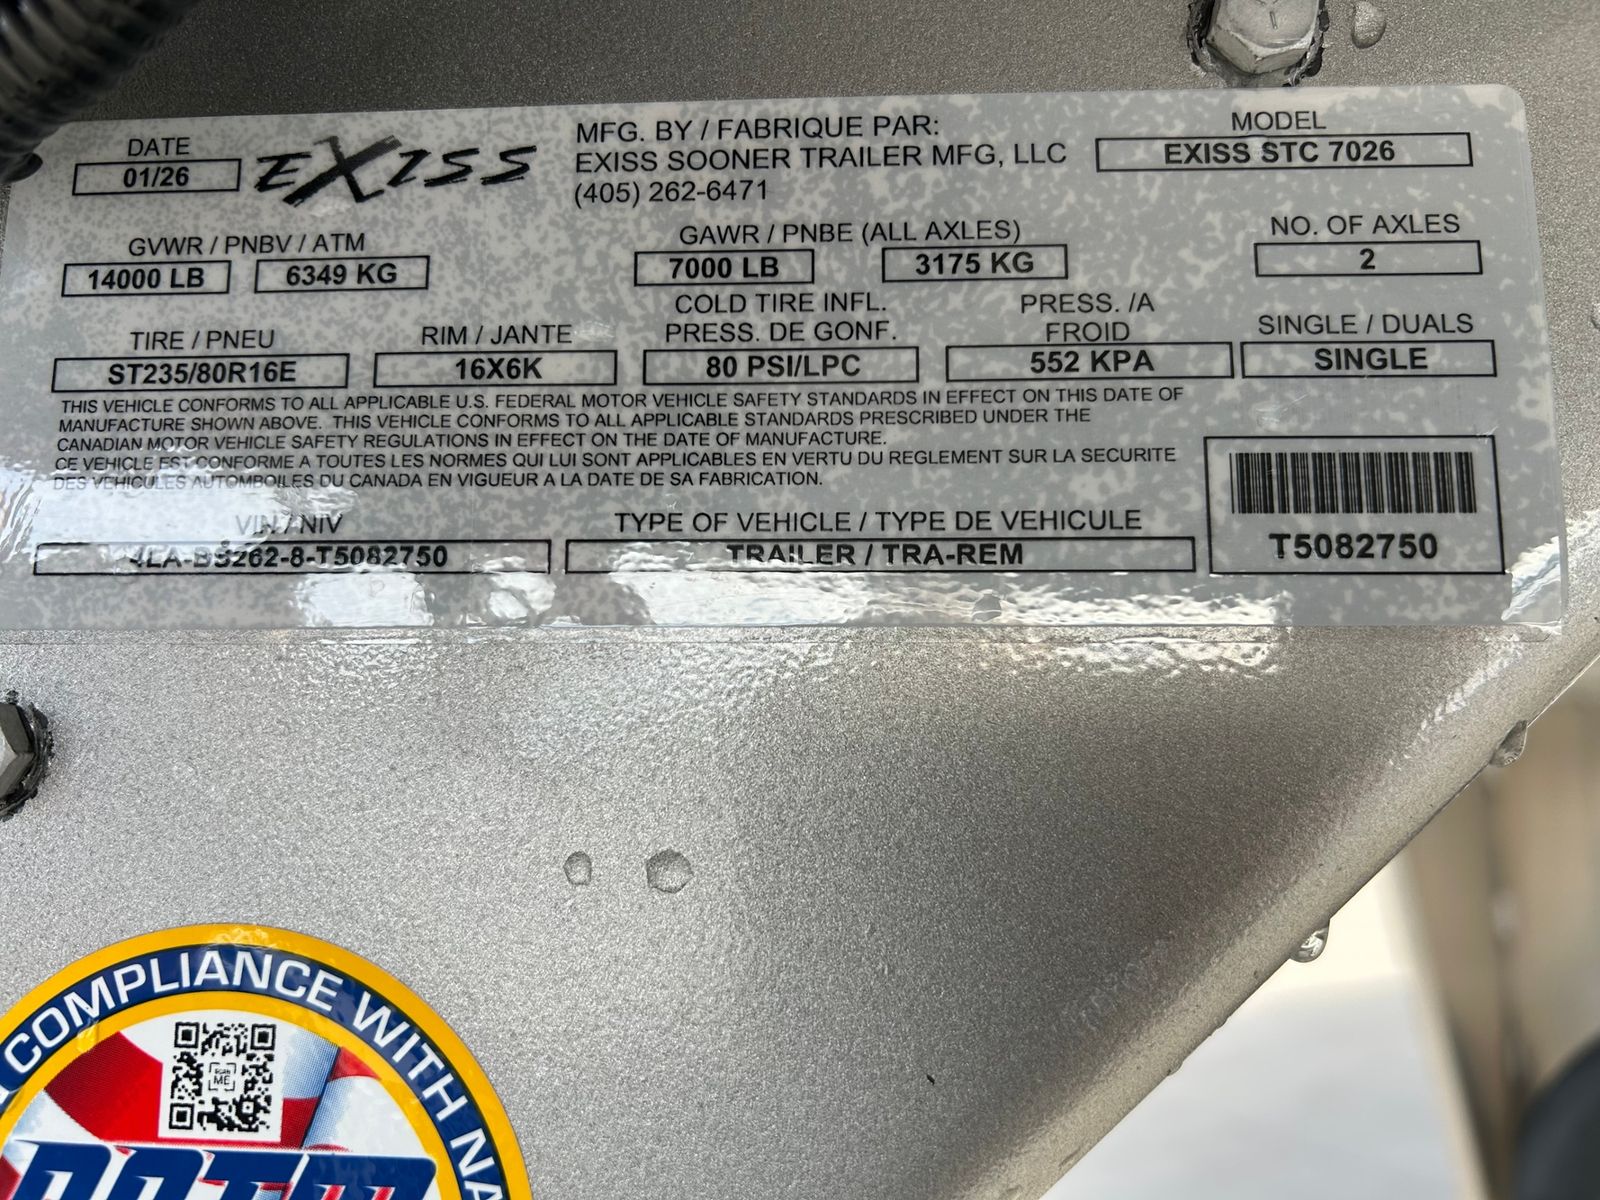 DATE
01/26
EXISS
MFG. BY / FABRIQUE PAR:
EXISS SOONER TRAILER MFG, LLC
(405) 262-6471
MODEL
EXISS STC 7026
GVWR / PNBV / ATM
14000 LB 6349 KG
GAWR / PNBE (ALL AXLES)
7000 LB 3175 KG
NO. OF AXLES
2
TIRE / PNEU
ST235/80R16E
RIM / JANTE
16X6K
COLD TIRE INFL.
PRESS. DE GONF.
80 PSI/LPC
PRESS. /A
FROID
552 KPA
SINGLE / DUALS
SINGLE
THIS VEHICLE CONFORMS TO ALL APPLICABLE U.S. FEDERAL MOTOR VEHICLE SAFETY STANDARDS IN EFFECT ON THIS DATE OF
MANUFACTURE SHOWN ABOVE. THIS VEHICLE CONFORMS TO ALL APPLICABLE STANDARDS PRESCRIBED UNDER THE
CANADIAN MOTOR VEHICLE SAFETY REGULATIONS IN EFFECT ON THE DATE OF MANUFACTURE.
CE VEHICLE EST CONFORME A TOUTES LES NORMES QUI LUI SONT APPLICABLES EN VERTU DU REGLEMENT SUR LA SECURITE
DES VEHICULES AUTOMBOILES DU CANADA EN VIGUEUR A LA DATE DE SA FABRICATION.
VIN / NIV
4LA-BS262-8-T5082750
TYPE OF VEHICLE / TYPE DE VEHICULE
TRAILER / TRA-REM
T5082750
COMPLIANCE WITH
ME